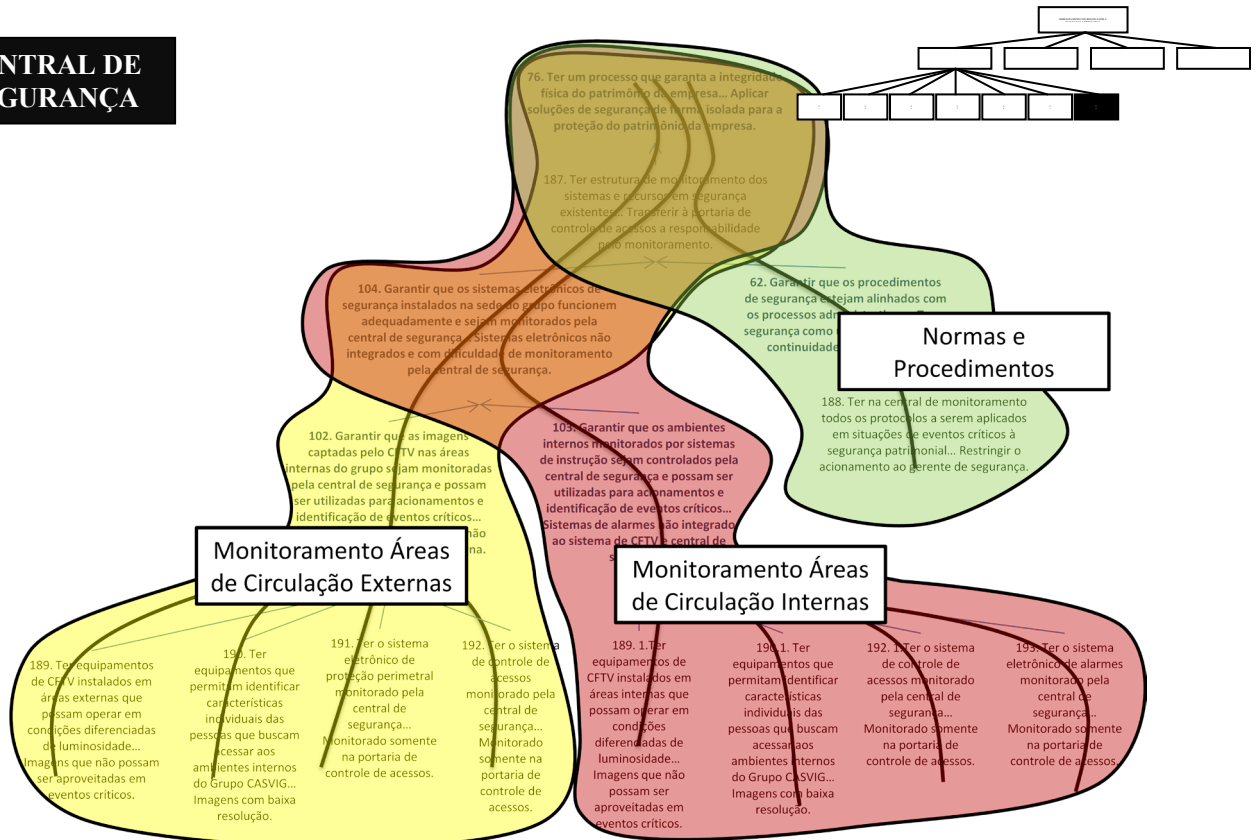 NTRAL DE
GURANÇA
76. Ter um processo que garanta a integridade
física do patrimônio da empresa... Aplicar
soluções de segurança de forma isolada para a
proteção do patrimônio da empresa.
187. Ter estrutura de monitoramento dos
sistemas e recursos em segurança
existentes... Transferir à portaria de
controle de acessos a responsabilidade
pelo monitoramento.
104. Garantir que os sistemas eletrônicos de
segurança instalados na sede do grupo funcionem
adequadamente e sejam monitorados pela
central de segurança... Sistemas eletrônicos não
integrados e com dificuldade de monitoramento
pela central de segurança.
62. Garantir que os procedimentos
de segurança estejam alinhados com
os processos
segurança como
continuidade
Normas e
Procedimentos
188. Ter na central de monitoramento
todos os protocolos a serem aplicados
em situações de eventos críticos à
segurança patrimonial... Restringir o
acionamento ao gerente de segurança.
102. Garantir que as imagens
captadas pelo CFTV nas áreas
internas do grupo sejam monitoradas
pela central de segurança e possam
ser utilizadas para acionamentos e
identificação de eventos críticos...
não
na.
103. Garantir que os ambientes
internos monitorados por sistemas
de instrução sejam controlados pela
central de segurança e possam ser
utilizadas para acionamentos e
identificação de eventos críticos...
Sistemas de alarmes não integrado
ao sistema de CFTV e central de
s
Monitoramento Áreas
de Circulação Externas
Monitoramento Áreas
de Circulação Internas
189. Ter equipamentos
de CFTV instalados em
áreas externas que
possam operar em
condições diferenciadas
de luminosidade...
Imagens que não possam
ser aproveitadas em
eventos críticos.
190. Ter
equipamentos que
permitam identificar
características
individuais das
pessoas que buscam
acessar aos
ambientes internos
do Grupo CASVIG...
Imagens com baixa
resolução.
191. Ter o sistema
eletrônico de
proteção perimetral
monitorado pela
central de
segurança...
Monitorado somente
na portaria de
controle de acessos.
192. Ter o sistema
de controle de
acessos
monitorado pela
central de
segurança...
Monitorado
somente na
portaria de
controle de
acessos.
189. 1.Ter
equipamentos de
CFTV instalados em
áreas internas que
possam operar em
condições
diferenciadas de
luminosidade...
Imagens que não
possam ser
aproveitadas em
eventos críticos.
190.1. Ter
equipamentos que
permitam identificar
características
individuais das
pessoas que buscam
acessar aos
ambientes internos
do Grupo CASVIG...
Imagens com baixa
resolução.
192. 1.Ter o sistema
de controle de
acessos monitorado
pela central de
segurança...
Monitorado somente
na portaria de
controle de acessos.
193. Ter o sistema
eletrônico de alarmes
monitorado pela
central de
segurança...
Monitorado somente
na portaria de
controle de acessos.